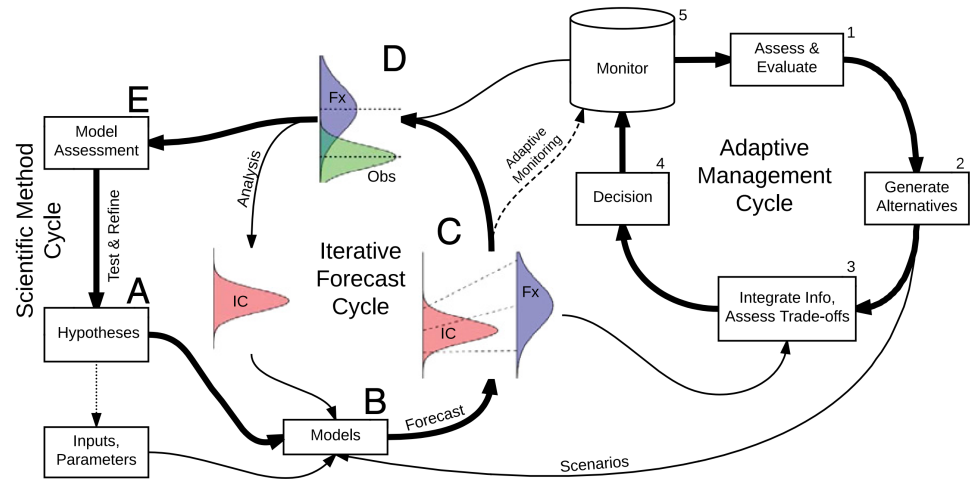 5
1
D
Monitor
Assess &
Evaluate
Fx
E
Model
Assessment
Adaptive
Monitoring
Obs
Analysis
Adaptive
Management
Cycle
4
2
Decision
Generate
Alternatives
Scientific Method
Cycle
Test & Refine
C
Iterative
Forecast
Cycle
3
A
IC
Fx
Integrate Info,
Assess Trade-offs
Hypotheses
IC
B
Forecast
Models
Inputs,
Parameters
Scenarios